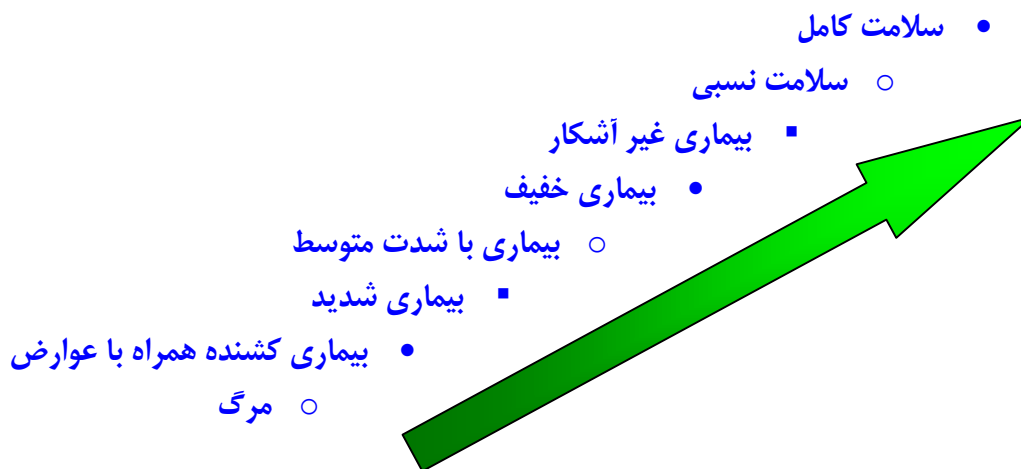 • سلامت کامل
○ سلامت نسبی
▪ بیماری غیر آشکار
• بیماری خفیف
○ بیماری با شدت متوسط
▪ بیماری شدید
• بیماری کشنده همراه با عوارض
○ مرگ